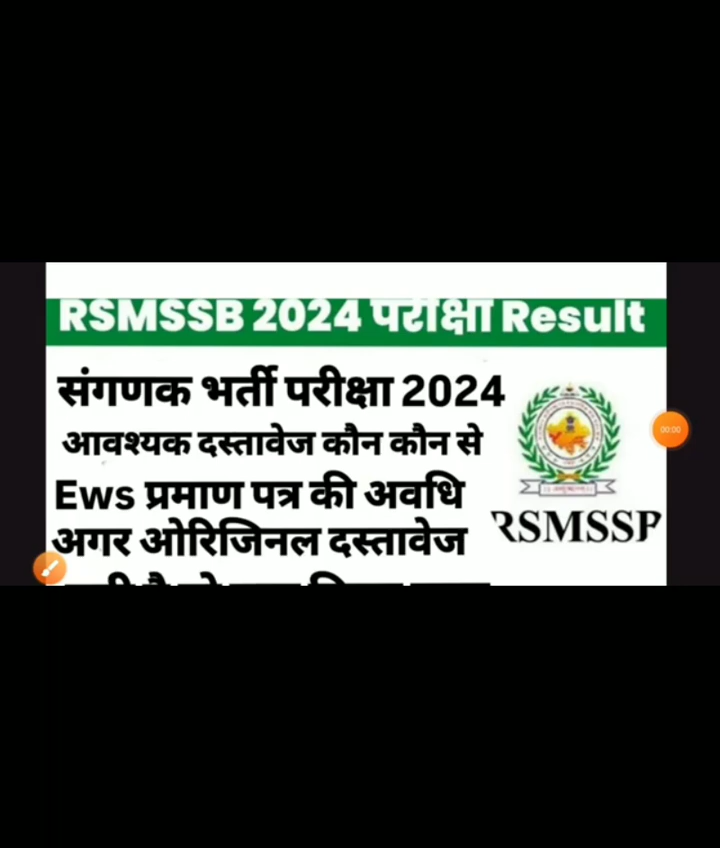 RSMSSB 2024 परीक्षा Result
संगणक भर्ती परीक्षा 2024
आवश्यक दस्तावेज कौन कौन से
Ews प्रमाण पत्र की अवधि
अगर ओरिजिनल दस्तावेज
RSMSSP
00:00